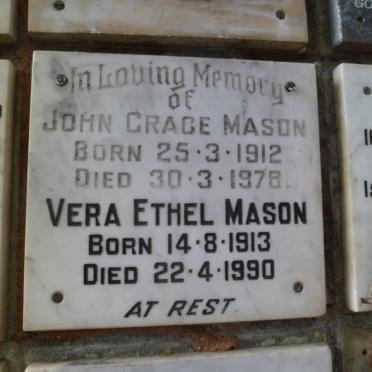 In Loving Memory
of
JOHN GRACE MASON
BORN 25·3·1912
DIED 30·3·1978
VERA ETHEL MASON
BORN 14·8·1913
DIED 22·4·1990
AT REST